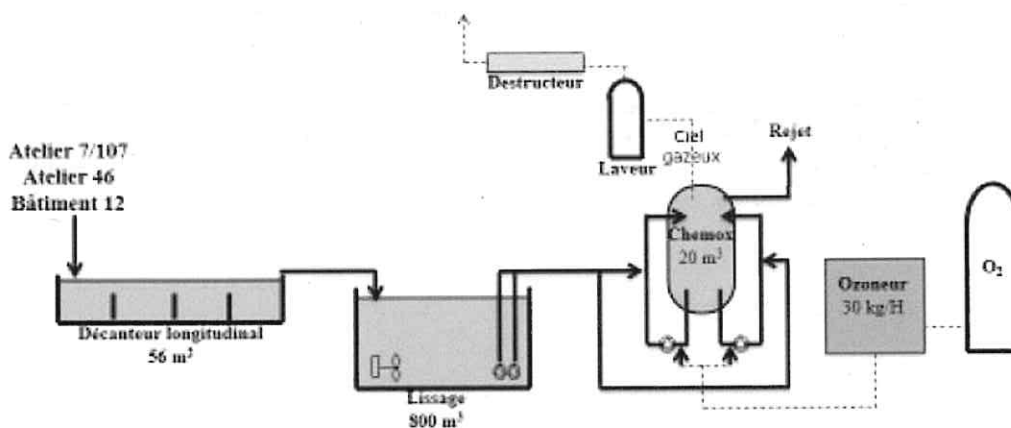 Destructeur
Laveur
Ciel
gazeux
Rejet
Atelier 7/107
Atelier 46
Bâtiment 12
Chemox
20 m³
Ozoneur
30 kg/H
O₂
Décanteur longitudinal
56 m³
Lissage
800 m³